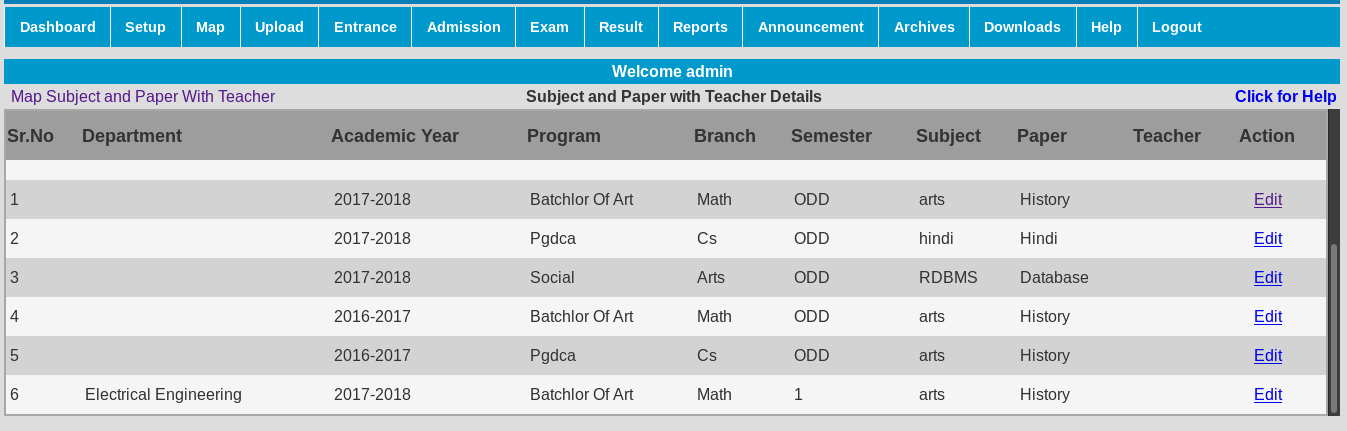 Dashboard Setup Map Upload Entrance Admission Exam Result Reports Announcement Archives Downloads Help Logout
Welcome admin
Map Subject and Paper With Teacher Subject and Paper with Teacher Details Click for Help
Sr.No Department Academic Year Program Branch Semester Subject Paper Teacher Action
1 2017-2018 Batchlor Of Art Math ODD arts History Edit
2 2017-2018 Pgdca Cs ODD hindi Hindi Edit
3 2017-2018 Social Arts ODD RDBMS Database Edit
4 2016-2017 Batchlor Of Art Math ODD arts History Edit
5 2016-2017 Pgdca Cs ODD arts History Edit
6 Electrical Engineering 2017-2018 Batchlor Of Art Math 1 arts History Edit